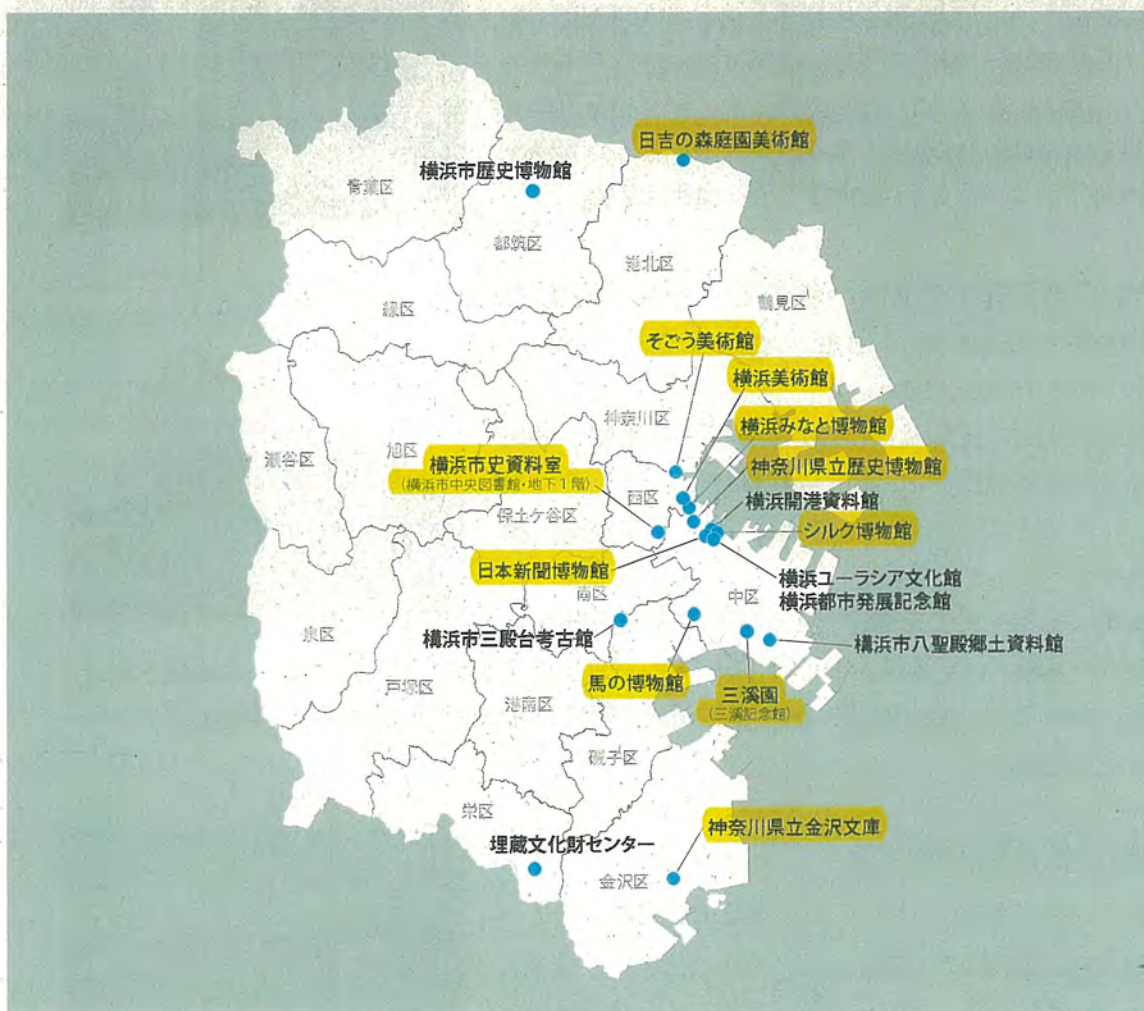 日吉の森庭園美術館
横浜市歴史博物館
青葉区
都筑区
港北区
緑区
鶴見区
そごう美術館
横浜美術館
神奈川区
横浜みなと博物館
瀬谷区
旭区
横浜市史資料室
(横浜市中央図書館・地下1階)
神奈川県立歴史博物館
西区
横浜開港資料館
保土ケ谷区
シルク博物館
日本新聞博物館
南区
横浜ユーラシア文化館
横浜都市発展記念館
中区
泉区
横浜市三殿台考古館
横浜市八聖殿郷土資料館
馬の博物館
三溪園
(三溪記念館)
戸塚区
港南区
磯子区
栄区
神奈川県立金沢文庫
埋蔵文化財センター
金沢区